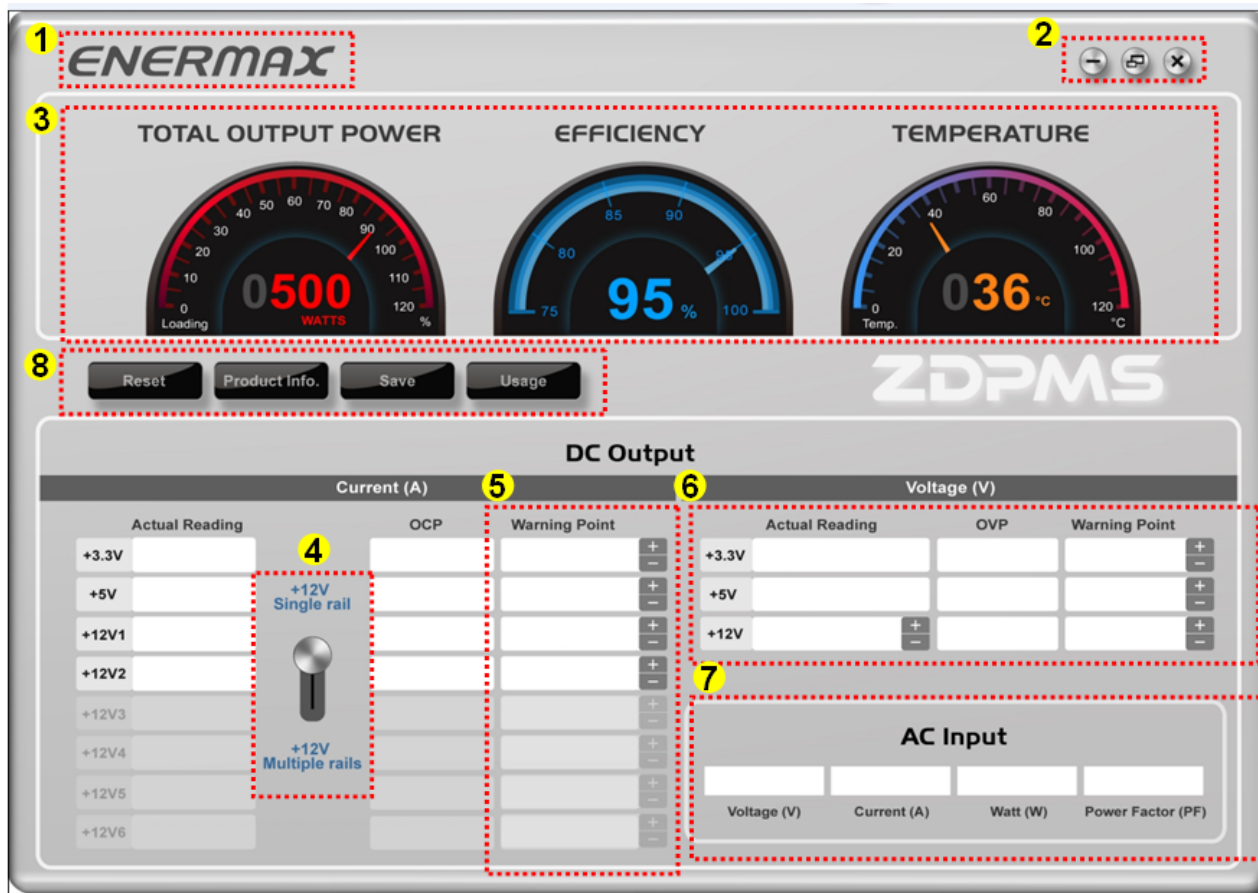 1
ENERMAX
2
3
TOTAL OUTPUT POWER
EFFICIENCY
TEMPERATURE
0 10 20 30 40 50 60 70 80 90 100 110 120
Loading
%
0500
WATTS
75 80 85 90 95 100
95 %
0 20 40 60 80 100 120
Temp.
°C
036 °C
8
Reset Product Info. Save Usage
ZDPMS
DC Output
Current (A)
5
6
Voltage (V)
Actual Reading OCP Warning Point
Actual Reading OVP Warning Point
4
+3.3V
+5V
+12V1
+12V2
+12V3
+12V4
+12V5
+12V6
+12V
Single rail
+12V
Multiple rails
+3.3V
+5V
+12V
7
AC Input
Voltage (V) Current (A) Watt (W) Power Factor (PF)